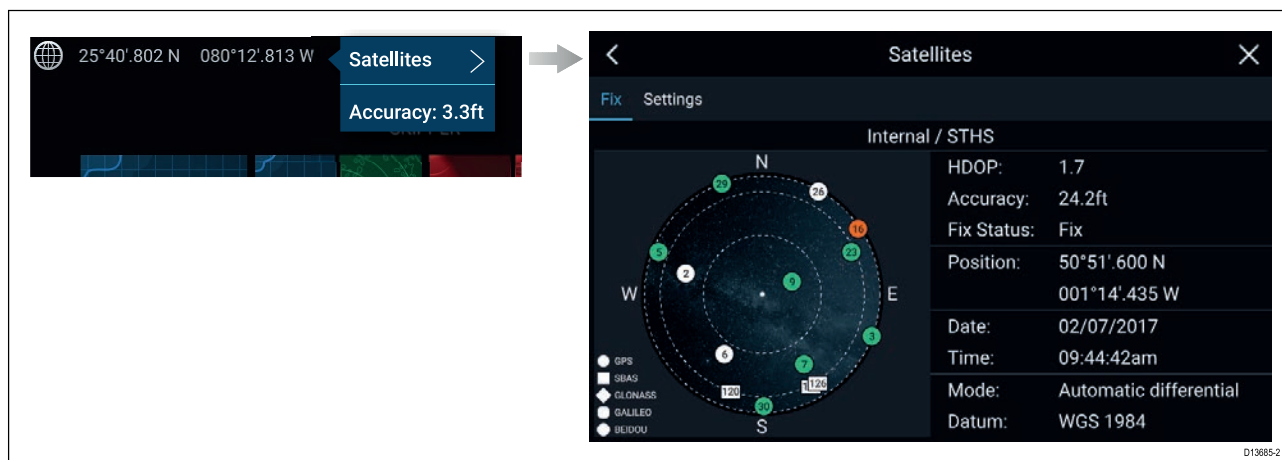 25°40'.802 N 080°12'.813 W
Satellites
Accuracy: 3.3ft
Satellites
Fix Settings
Internal / STHS
N
29
26
16
5
23
2
9
W
E
3
6
7
120
126
30
S
GPS
SBAS
GLONASS
GALILEO
BEIDOU
HDOP: 1.7
Accuracy: 24.2ft
Fix Status: Fix
Position: 50°51'.600 N
001°14'.435 W
Date: 02/07/2017
Time: 09:44:42am
Mode: Automatic differential
Datum: WGS 1984
D13685-2